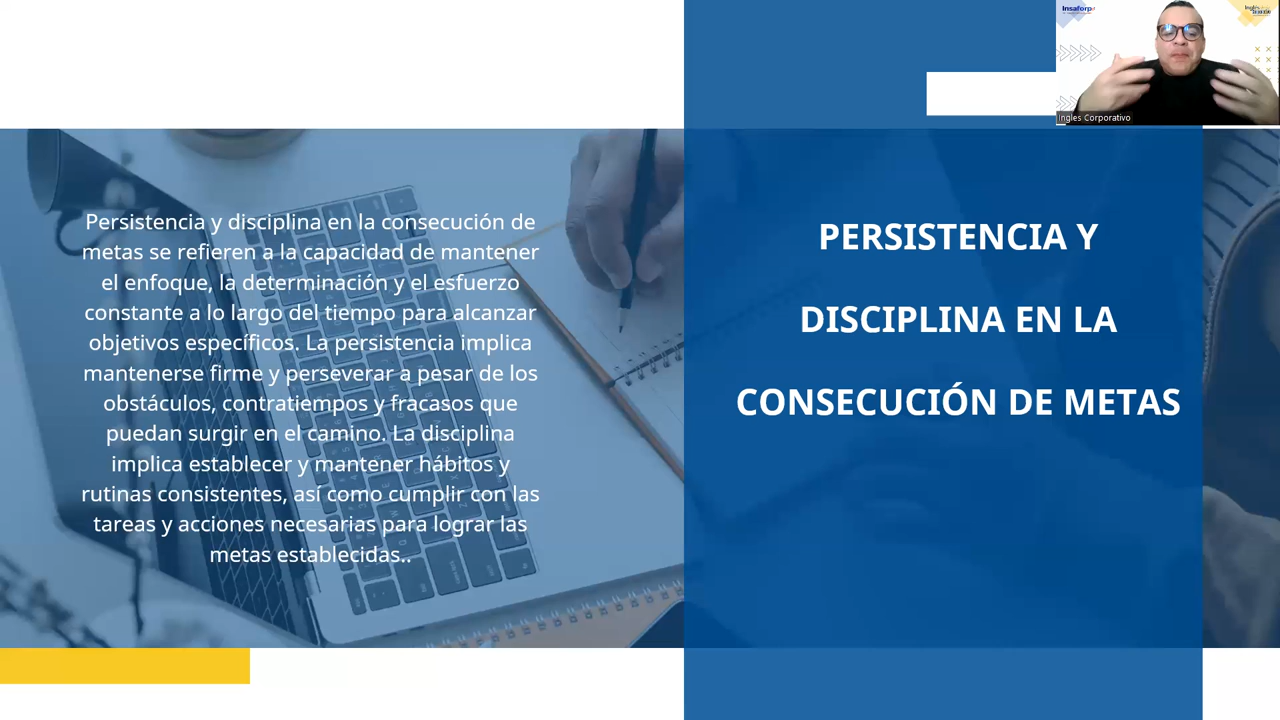 Persistencia y disciplina en la consecución de
metas se refieren a la capacidad de mantener
el enfoque, la determinación y el esfuerzo
constante a lo largo del tiempo para alcanzar
objetivos específicos. La persistencia implica
mantenerse firme y perseverar a pesar de los
obstáculos, contratiempos y fracasos que
puedan surgir en el camino. La disciplina
implica establecer y mantener hábitos y
rutinas consistentes, así como cumplir con las
tareas y acciones necesarias para lograr las
metas establecidas..
PERSISTENCIA Y
DISCIPLINA EN LA
CONSECUCIÓN DE METAS
Insaforp
Ingles Corporativo